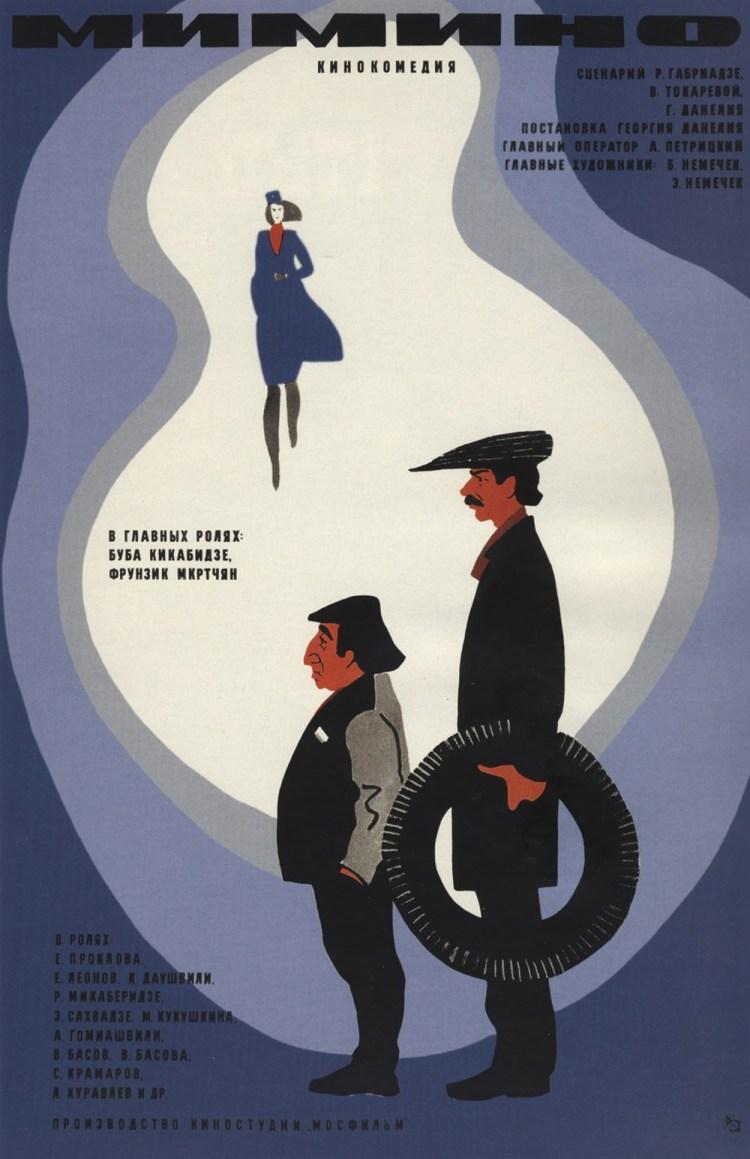 МИМИНО
КИНОКОМЕДИЯ
СЦЕНАРИЙ Р. ГАБРИАДЗЕ,
В. ТОКАРЕВОЙ,
Г. ДАНЕЛИЯ
ПОСТАНОВКА ГЕОРГИЯ ДАНЕЛИЯ
ГЛАВНЫЙ ОПЕРАТОР А. ПЕТРИЦКИЙ
ГЛАВНЫЕ ХУДОЖНИКИ: Б. НЕМЕЧЕК,
Э. НЕМЕЧЕК
В ГЛАВНЫХ РОЛЯХ:
БУБА КИКАБИДЗЕ,
ФРУНЗИК МКРТЧЯН
В РОЛЯХ:
Е. ПРОКЛОВА,
Е. ЛЕОНОВ, К. ДАУШВИЛИ,
Р. МИКАБЕРИДЗЕ,
Э. САХВАДЗЕ, М. КУКУШКИНА,
А. ГОМИАШВИЛИ,
В. БАСОВ, В. БАСОВА,
С. КРАМАРОВ,
Л. КУРАВЛЕВ И ДР.
ПРОИЗВОДСТВО КИНОСТУДИИ „МОСФИЛЬМ"